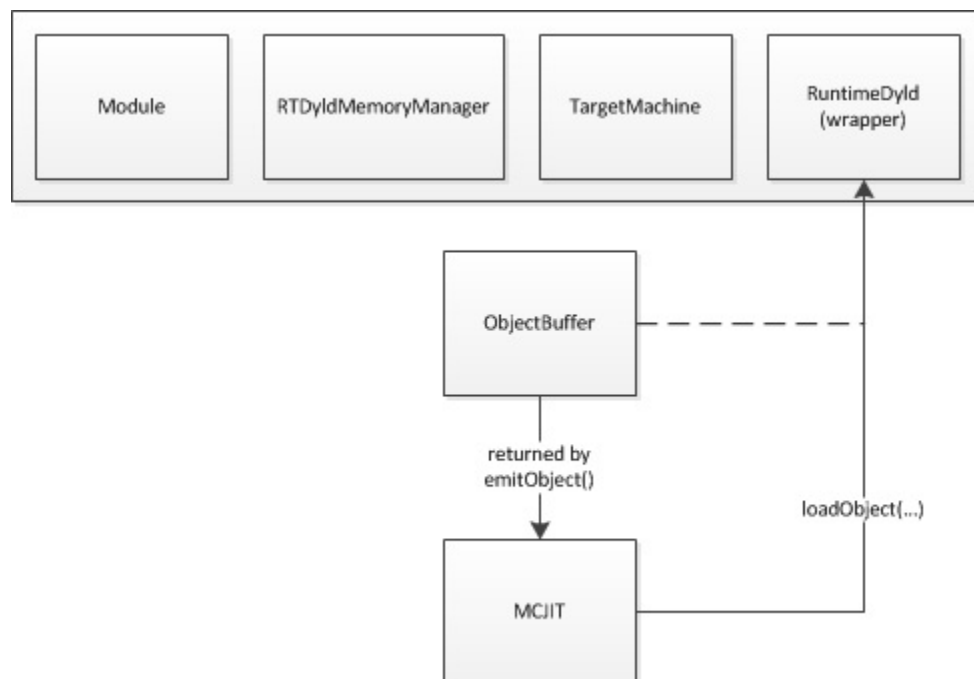 Module
RTDyldMemoryManager
TargetMachine
RuntimeDyld
(wrapper)
ObjectBuffer
returned by
emitObject()
loadObject(...)
MCJIT